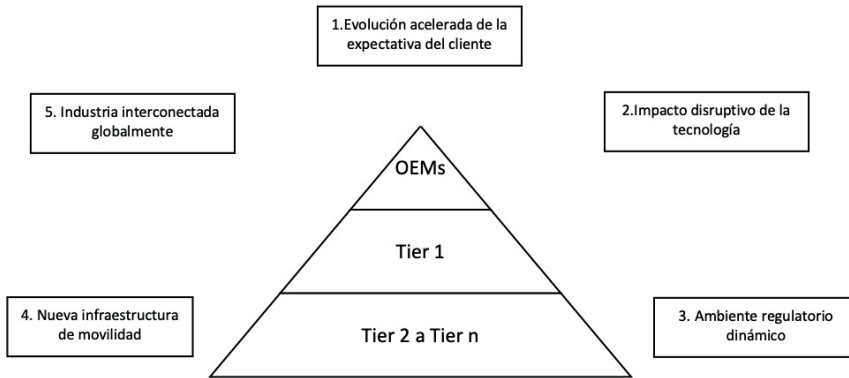 1.Evolución acelerada de la
expectativa del cliente
5. Industria interconectada
globalmente
2.Impacto disruptivo de la
tecnología
OEMs
Tier 1
4. Nueva infraestructura
de movilidad
Tier 2 a Tier n
3. Ambiente regulatorio
dinámico